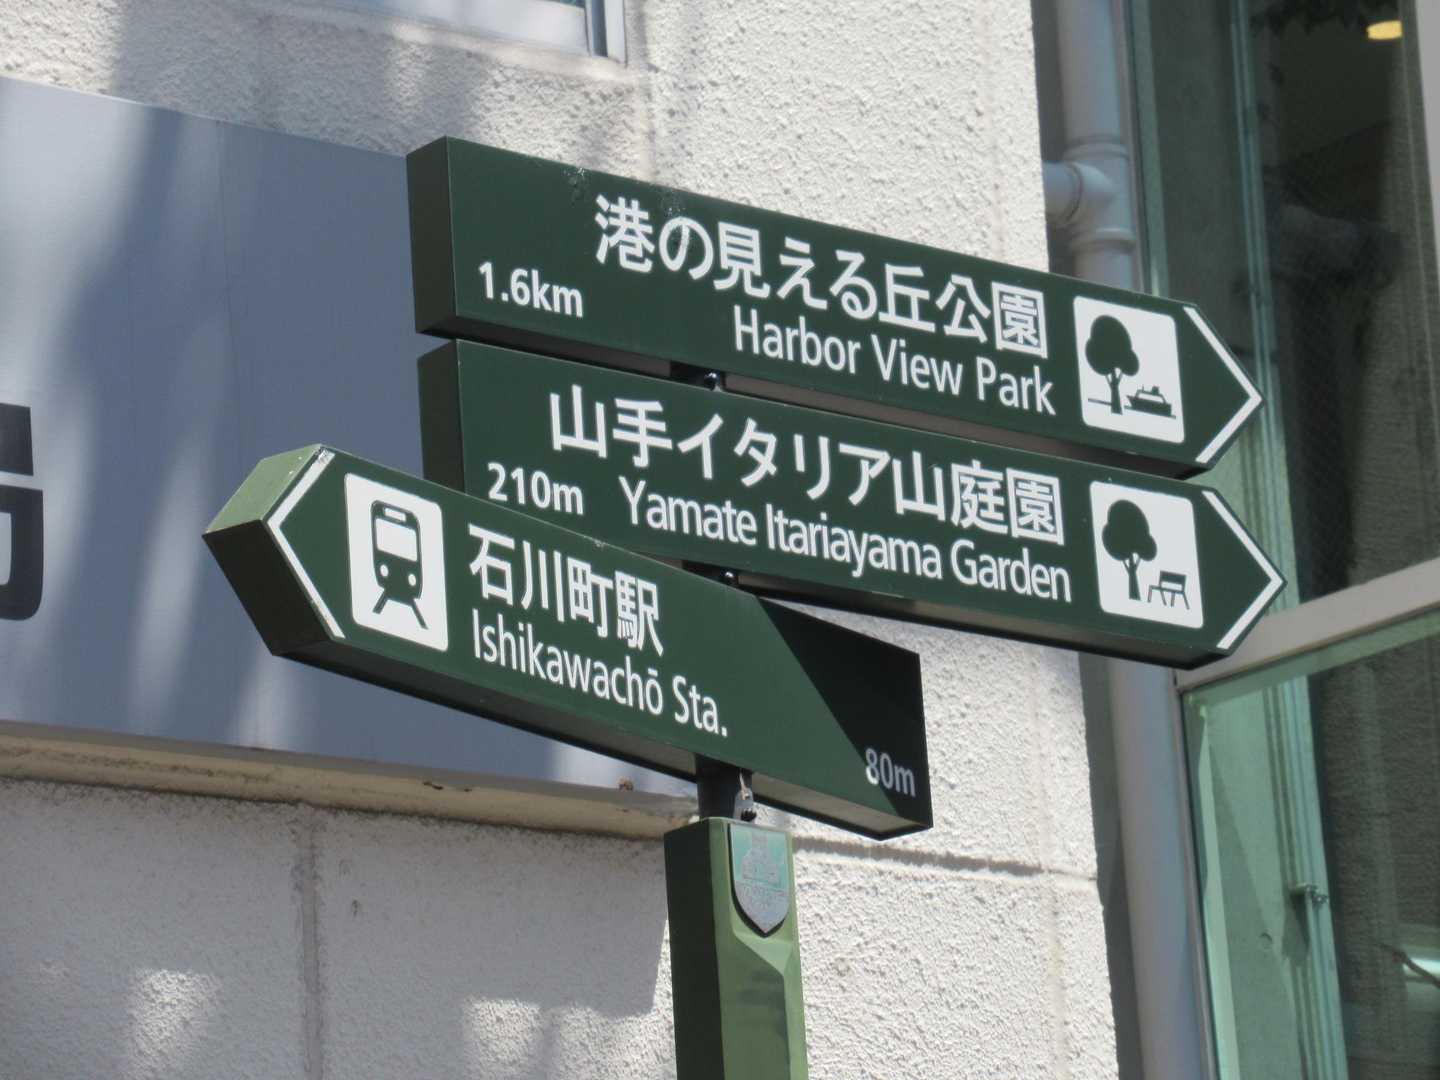 港の見える丘公園
1.6km
Harbor View Park
山手イタリア山庭園
210m
Yamate Itariayama Garden
石川町駅
Ishikawachō Sta.
80m